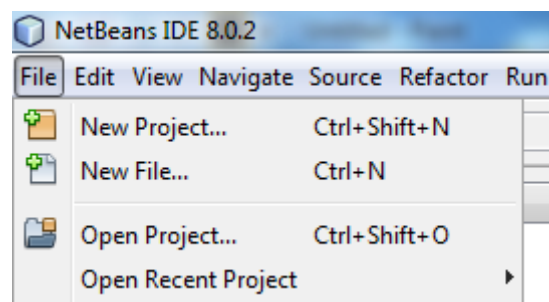 NetBeans IDE 8.0.2
File Edit View Navigate Source Refactor Run
New Project... Ctrl+Shift+N
New File... Ctrl+N
Open Project... Ctrl+Shift+O
Open Recent Project